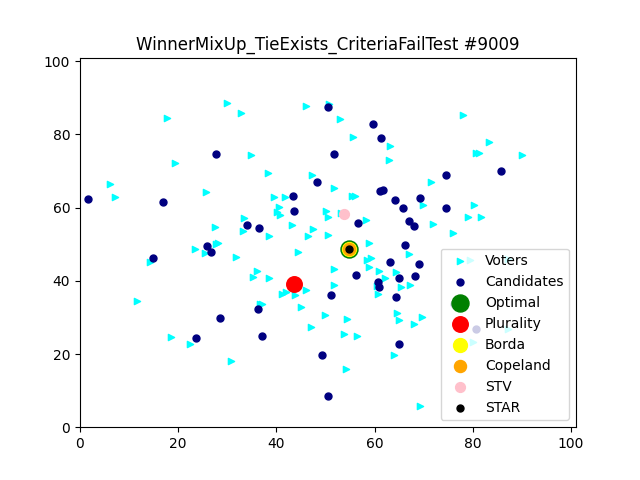 WinnerMixUp_TieExists_CriteriaFailTest #9009
100
80
60
40
20
0
0 20 40 60 80 100
Voters
Candidates
Optimal
Plurality
Borda
Copeland
STV
STAR